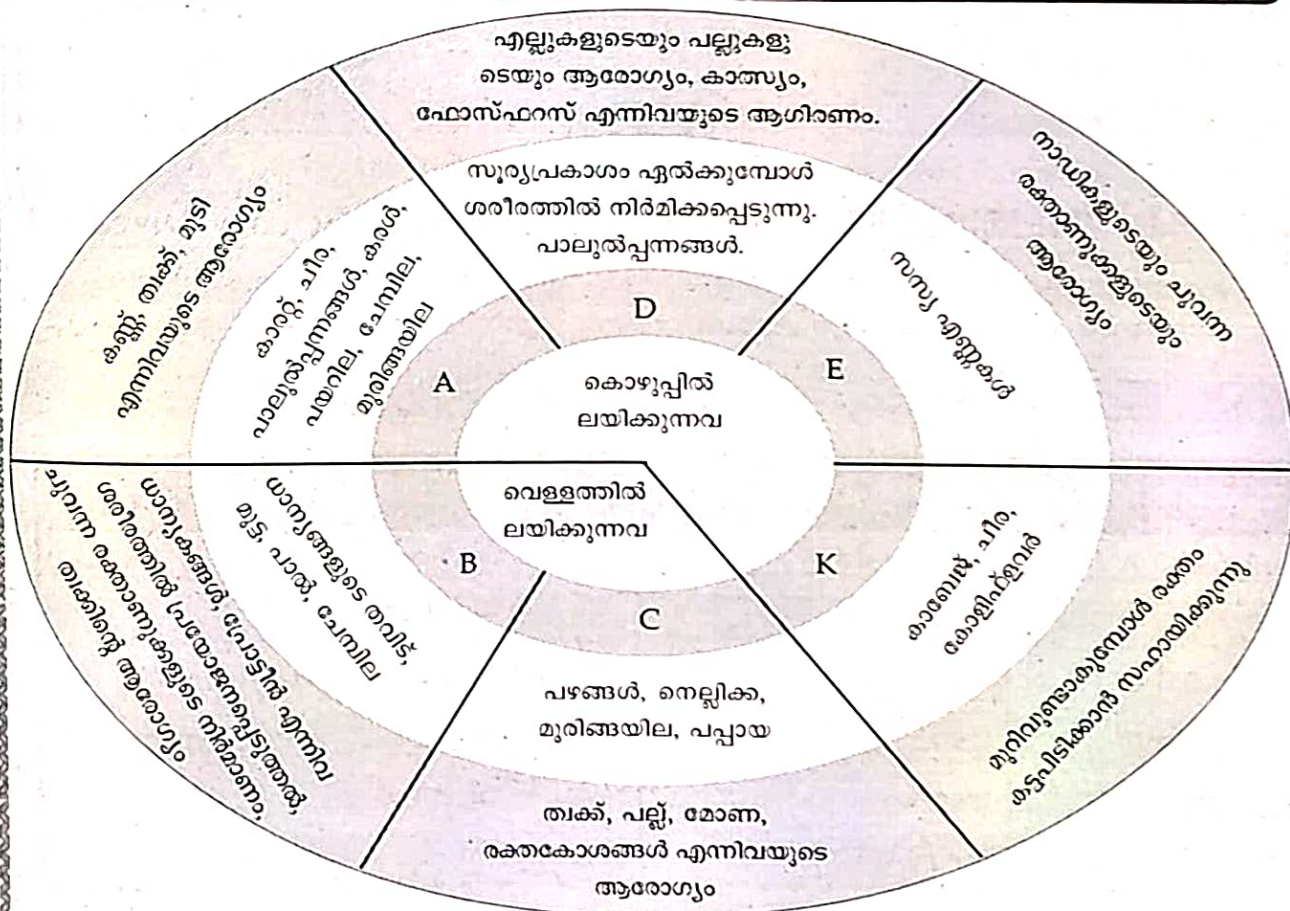 എല്ലുകളുടെയും പല്ലുകളു
ടെയും ആരോഗ്യം, കാത്സ്യം,
ഫോസ്ഫറസ് എന്നിവയുടെ ആഗിരണം.
സൂര്യപ്രകാശം ഏൽക്കുമ്പോൾ
ശരീരത്തിൽ നിർമിക്കപ്പെടുന്നു.
പാലുൽപ്പന്നങ്ങൾ.
D
കണ്ണ്, ത്വക്ക്, മുടി
എന്നിവയുടെ ആരോഗ്യം
കാരറ്റ്, ചീര,
പാലുൽപ്പന്നങ്ങൾ, കരൾ,
പയറില, ചേമ്പില,
മുരിങ്ങയില
A
കൊഴുപ്പിൽ
ലയിക്കുന്നവ
E
സസ്യ എണ്ണകൾ
നാഡികളുടെയും ചുവന്ന
രക്താണുക്കളുടെയും
ആരോഗ്യം
വെള്ളത്തിൽ
ലയിക്കുന്നവ
B
ധാന്യങ്ങളുടെ തവിട്,
മുട്ട, പാൽ, ചേമ്പില
ധാന്യകങ്ങൾ, പ്രോട്ടീൻ എന്നിവ
ശരീരത്തിൽ പ്രയോജനപ്പെടുത്തൽ,
ചുവന്ന രക്താണുക്കളുടെ നിർമാണം,
ത്വക്കിന്റെ ആരോഗ്യം
C
പഴങ്ങൾ, നെല്ലിക്ക,
മുരിങ്ങയില, പപ്പായ
ത്വക്ക്, പല്ല്, മോണ,
രക്തകോശങ്ങൾ എന്നിവയുടെ
ആരോഗ്യം
K
കാബേജ്, ചീര,
കോളിഫ്ളവർ
മുറിവുണ്ടാകുമ്പോൾ രക്തം
കട്ടപിടിക്കാൻ സഹായിക്കുന്നു